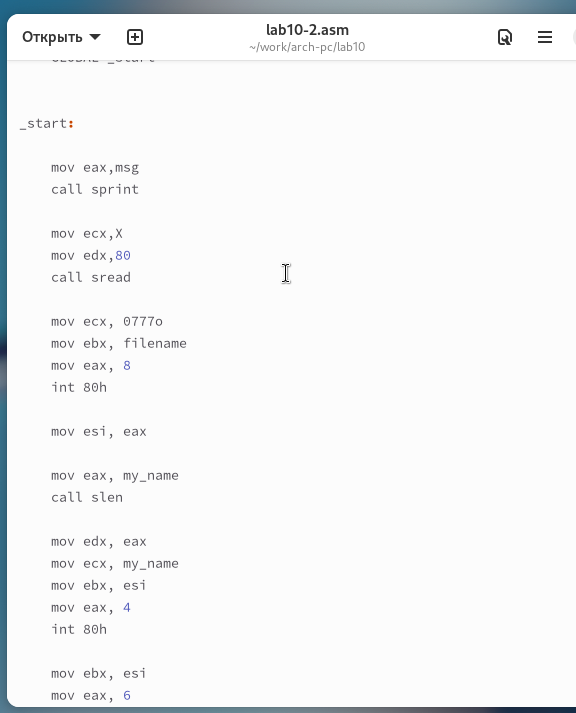 Открыть
lab10-2.asm
~/work/arch-pc/lab10
GLOBAL _start
_start:
mov eax,msg
call sprint
mov ecx,X
mov edx,80
call sread
mov ecx, 0777o
mov ebx, filename
mov eax, 8
int 80h
mov esi, eax
mov eax, my_name
call slen
mov edx, eax
mov ecx, my_name
mov ebx, esi
mov eax, 4
int 80h
mov ebx, esi
mov eax, 6